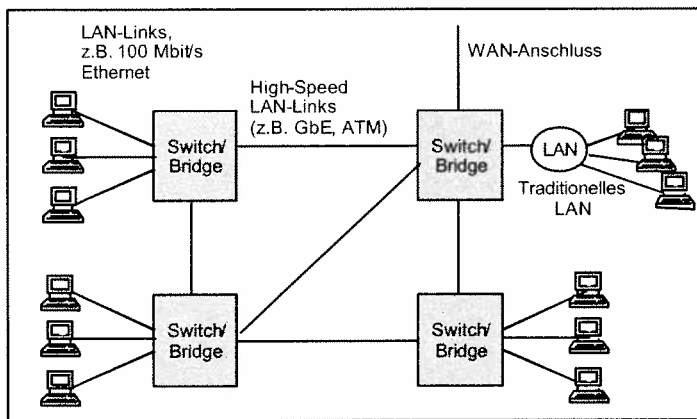 LAN-Links,
z.B. 100 Mbit/s
Ethernet
WAN-Anschluss
High-Speed
LAN-Links
(z.B. GbE, ATM)
Switch/
Bridge
Switch/
Bridge
LAN
Traditionelles
LAN
Switch/
Bridge
Switch/
Bridge